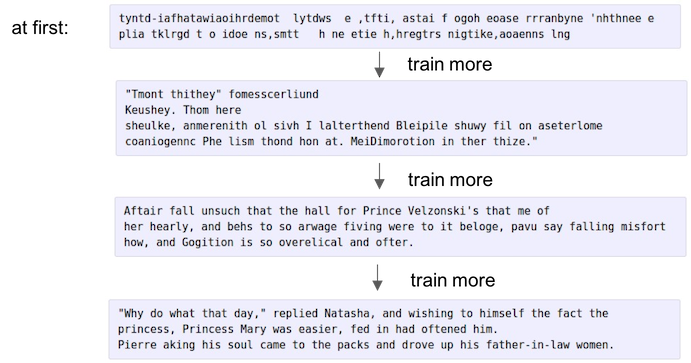 at first:
tyntd-iafhatawiaoihrdemot lytdws e ,tfti, astai f ogoh eoase rrranbyne 'nhthnee e
plia tklrgd t o idoe ns,smtt h ne etie h,hregtrs nigtike,aoaenns lng
train more
"Tmont thithey" fomesscerliund
Keushey. Thom here
sheulke, anmerenith ol sivh I lalterthend Bleipile shuwy fil on aseterlome
coaniogennc Phe lism thond hon at. MeiDimorotion in ther thize."
train more
Aftair fall unsuch that the hall for Prince Velzonski's that me of
her hearly, and behs to so arwage fiving were to it beloge, pavu say falling misfort
how, and Gogition is so overelical and ofter.
train more
"Why do what that day," replied Natasha, and wishing to himself the fact the
princess, Princess Mary was easier, fed in had oftened him.
Pierre aking his soul came to the packs and drove up his father-in-law women.